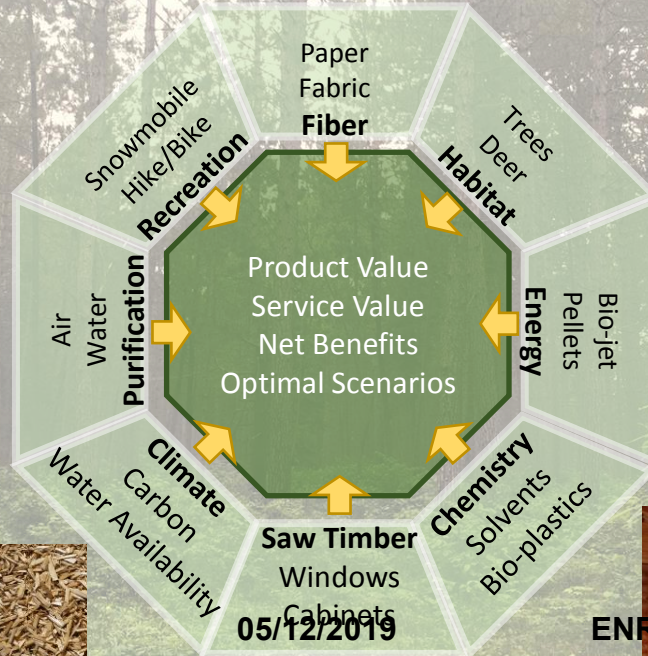 Paper
Fabric
Fiber
Trees
Deer
Habitat
Bio-jet
Pellets
Energy
Chemistry
Solvents
Bio-plastics
Saw Timber
Windows
Cabinets
Climate
Carbon
Water Availability
Air
Water
Purification
Snowmobile
Hike/Bike
Recreation
Product Value
Service Value
Net Benefits
Optimal Scenarios
05/12/2019